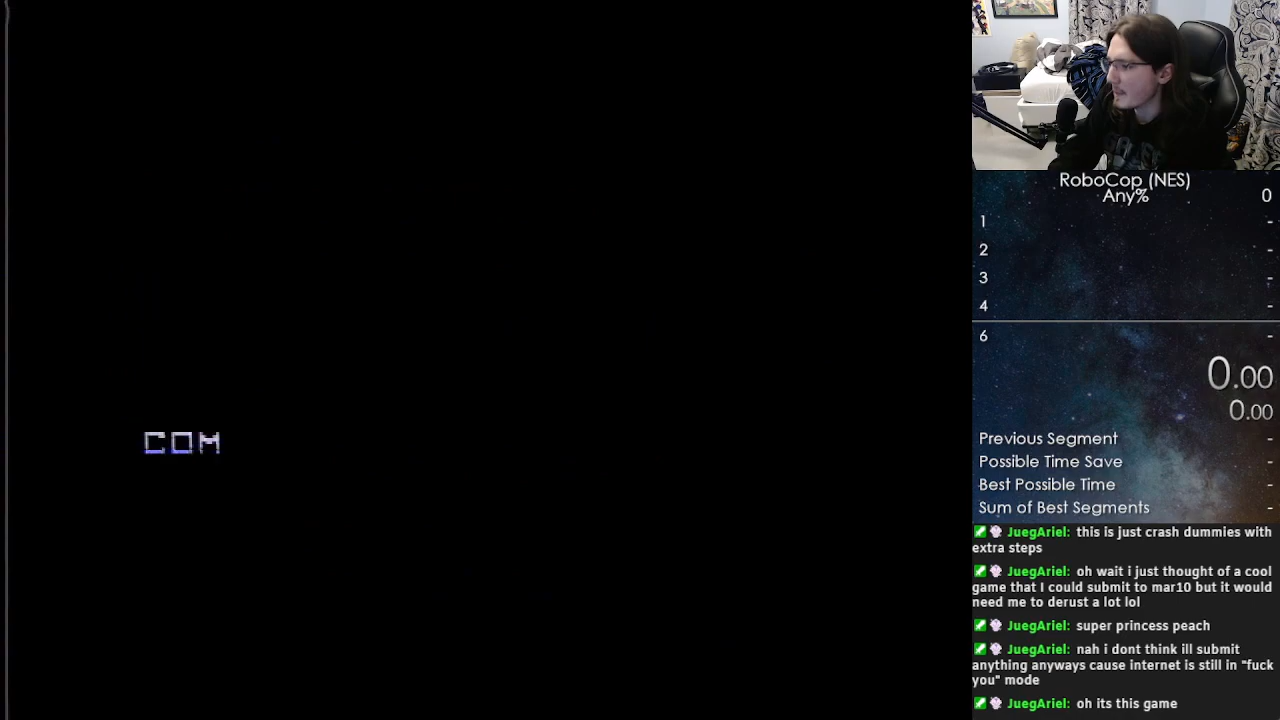 COM
RoboCop (NES)
Any%
0
1 -
2 -
3 -
4 -
6 -
0.00
0.00
Previous Segment -
Possible Time Save -
Best Possible Time -
Sum of Best Segments -
JuegAriel: this is just crash dummies with
extra steps
JuegAriel: oh wait i just thought of a cool
game that I could submit to mar10 but it would
need me to derust a lot lol
JuegAriel: super princess peach
JuegAriel: nah i dont think ill submit
anything anyways cause internet is still in "fuck
you" mode
JuegAriel: oh its this game